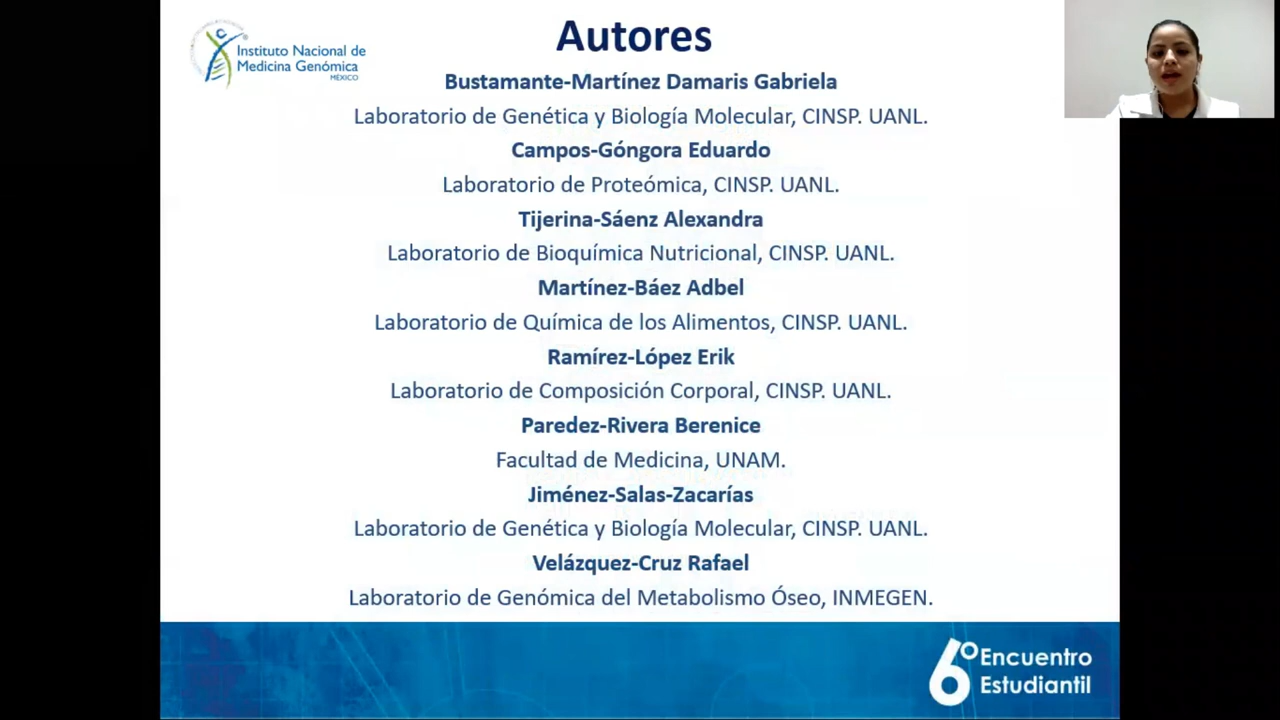 Instituto Nacional de
Medicina Genómica
MÉXICO
Autores
Bustamante-Martínez Damaris Gabriela
Laboratorio de Genética y Biología Molecular, CINSP. UANL.
Campos-Góngora Eduardo
Laboratorio de Proteómica, CINSP. UANL.
Tijerina-Sáenz Alexandra
Laboratorio de Bioquímica Nutricional, CINSP. UANL.
Martínez-Báez Adbel
Laboratorio de Química de los Alimentos, CINSP. UANL.
Ramírez-López Erik
Laboratorio de Composición Corporal, CINSP. UANL.
Paredez-Rivera Berenice
Facultad de Medicina, UNAM.
Jiménez-Salas-Zacarías
Laboratorio de Genética y Biología Molecular, CINSP. UANL.
Velázquez-Cruz Rafael
Laboratorio de Genómica del Metabolismo Óseo, INMEGEN.
6° Encuentro
Estudiantil